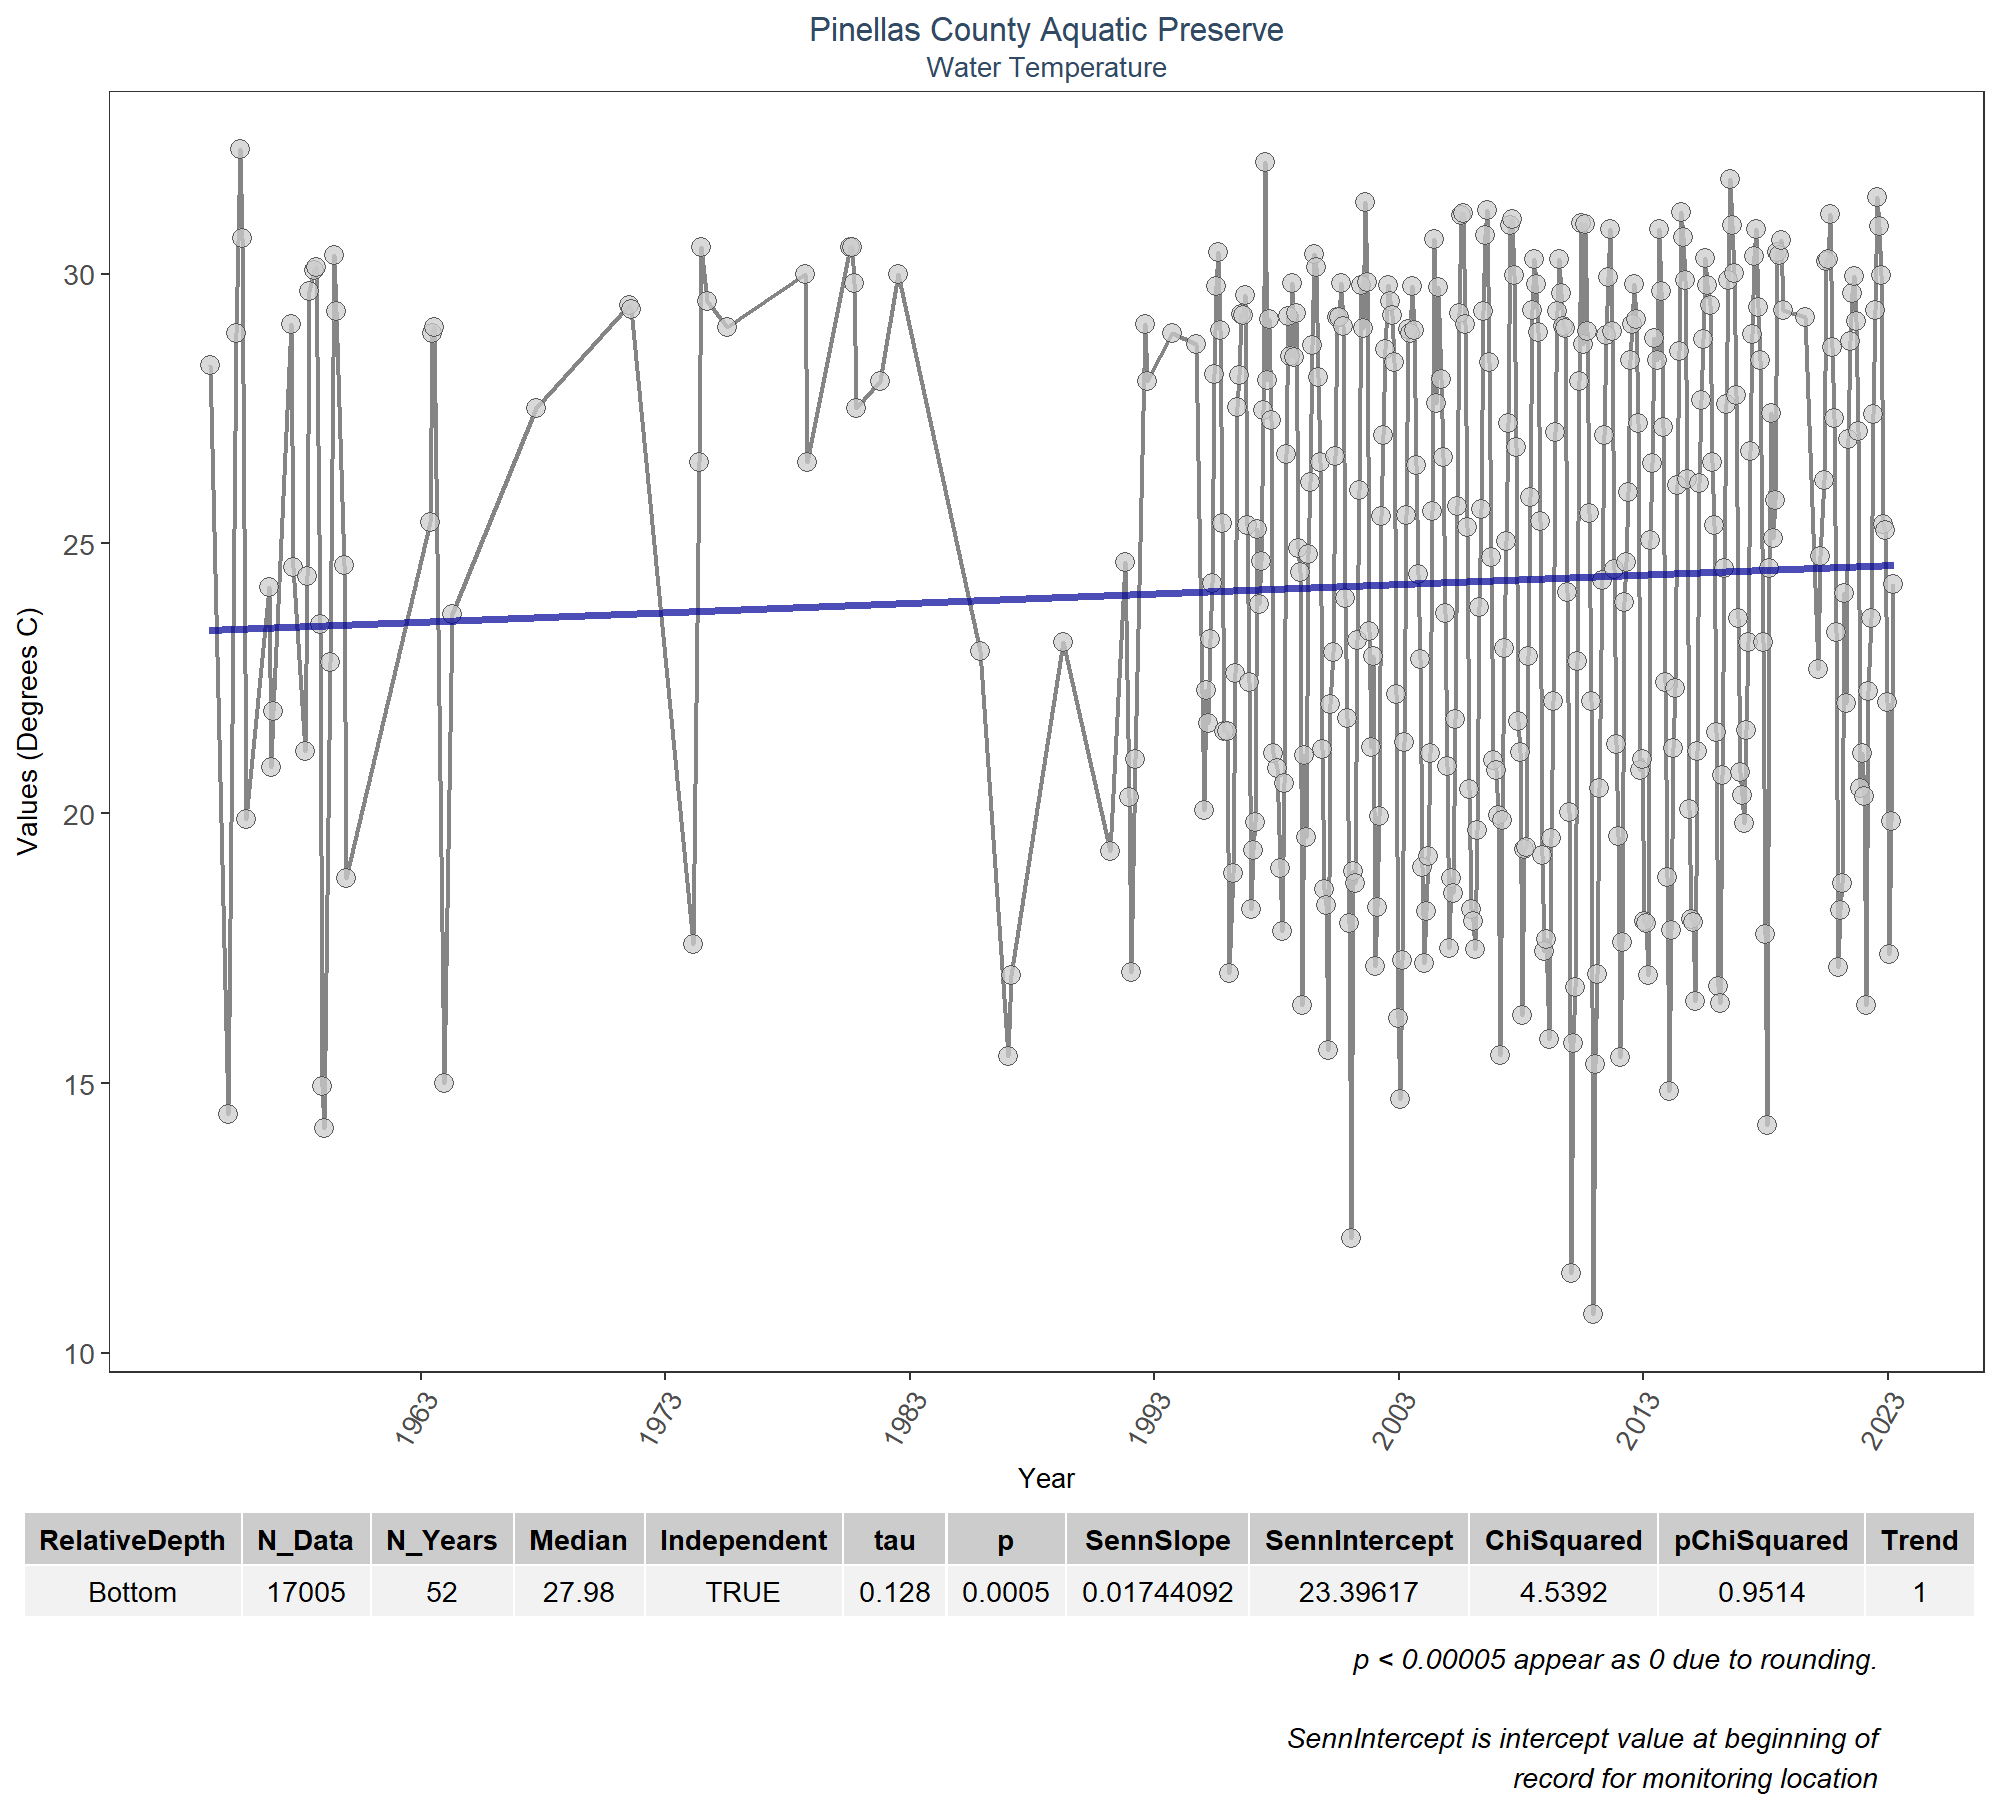 Pinellas County Aquatic Preserve
Water Temperature
Values (Degrees C)
30
25
20
15
10
1963 1973 1983 1993 2003 2013 2023
Year
RelativeDepth N_Data N_Years Median Independent tau p SennSlope SennIntercept ChiSquared pChiSquared Trend
Bottom 17005 52 27.98 TRUE 0.128 0.0005 0.01744092 23.39617 4.5392 0.9514 1
p < 0.00005 appear as 0 due to rounding.
SennIntercept is intercept value at beginning of
record for monitoring location